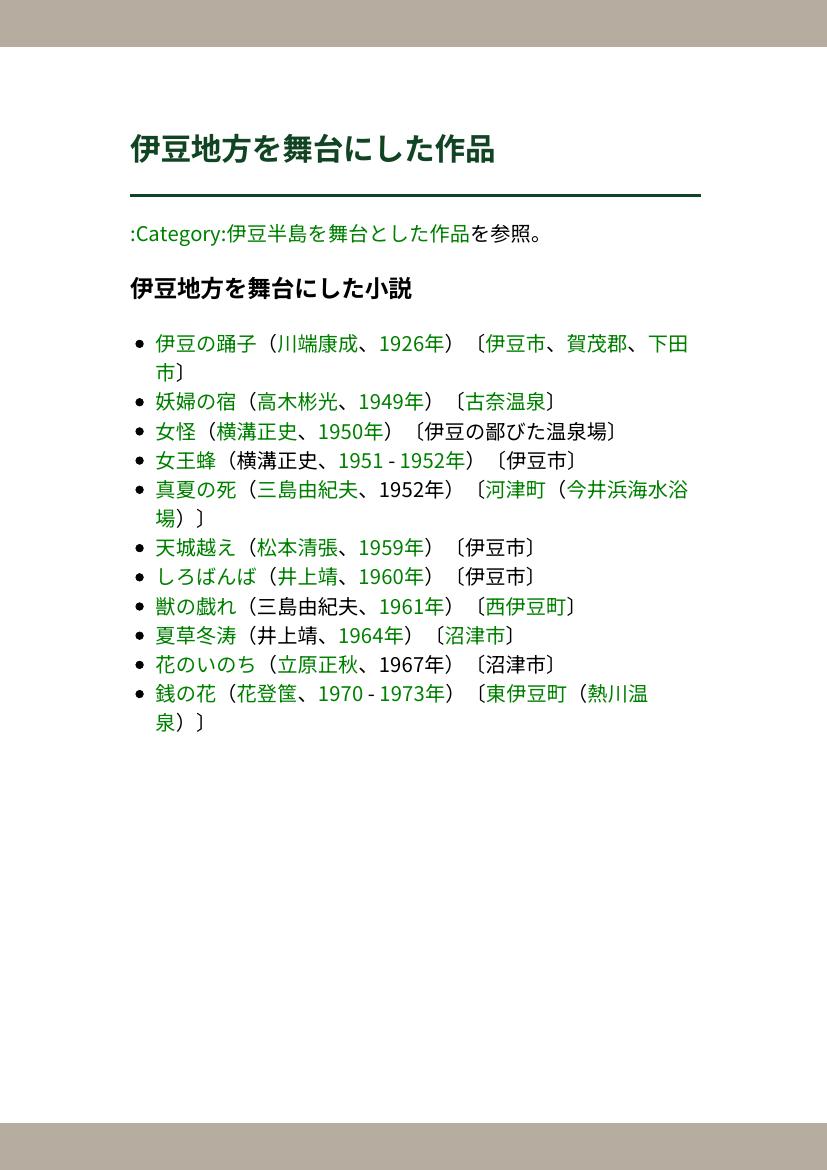 伊豆地方を舞台にした作品
:Category:伊豆半島を舞台とした作品を参照。
伊豆地方を舞台にした小説
• 伊豆の踊子（川端康成、1926年）〔伊豆市、賀茂郡、下田
市〕
• 妖婦の宿（高木彬光、1949年）〔古奈温泉〕
• 女怪（横溝正史、1950年）〔伊豆の鄙びた温泉場〕
• 女王蜂（横溝正史、1951 - 1952年）〔伊豆市〕
• 真夏の死（三島由紀夫、1952年）〔河津町（今井浜海水浴
場）〕
• 天城越え（松本清張、1959年）〔伊豆市〕
• しろばんば（井上靖、1960年）〔伊豆市〕
• 獣の戯れ（三島由紀夫、1961年）〔西伊豆町〕
• 夏草冬涛（井上靖、1964年）〔沼津市〕
• 花のいのち（立原正秋、1967年）〔沼津市〕
• 銭の花（花登筺、1970 - 1973年）〔東伊豆町（熱川温
泉）〕